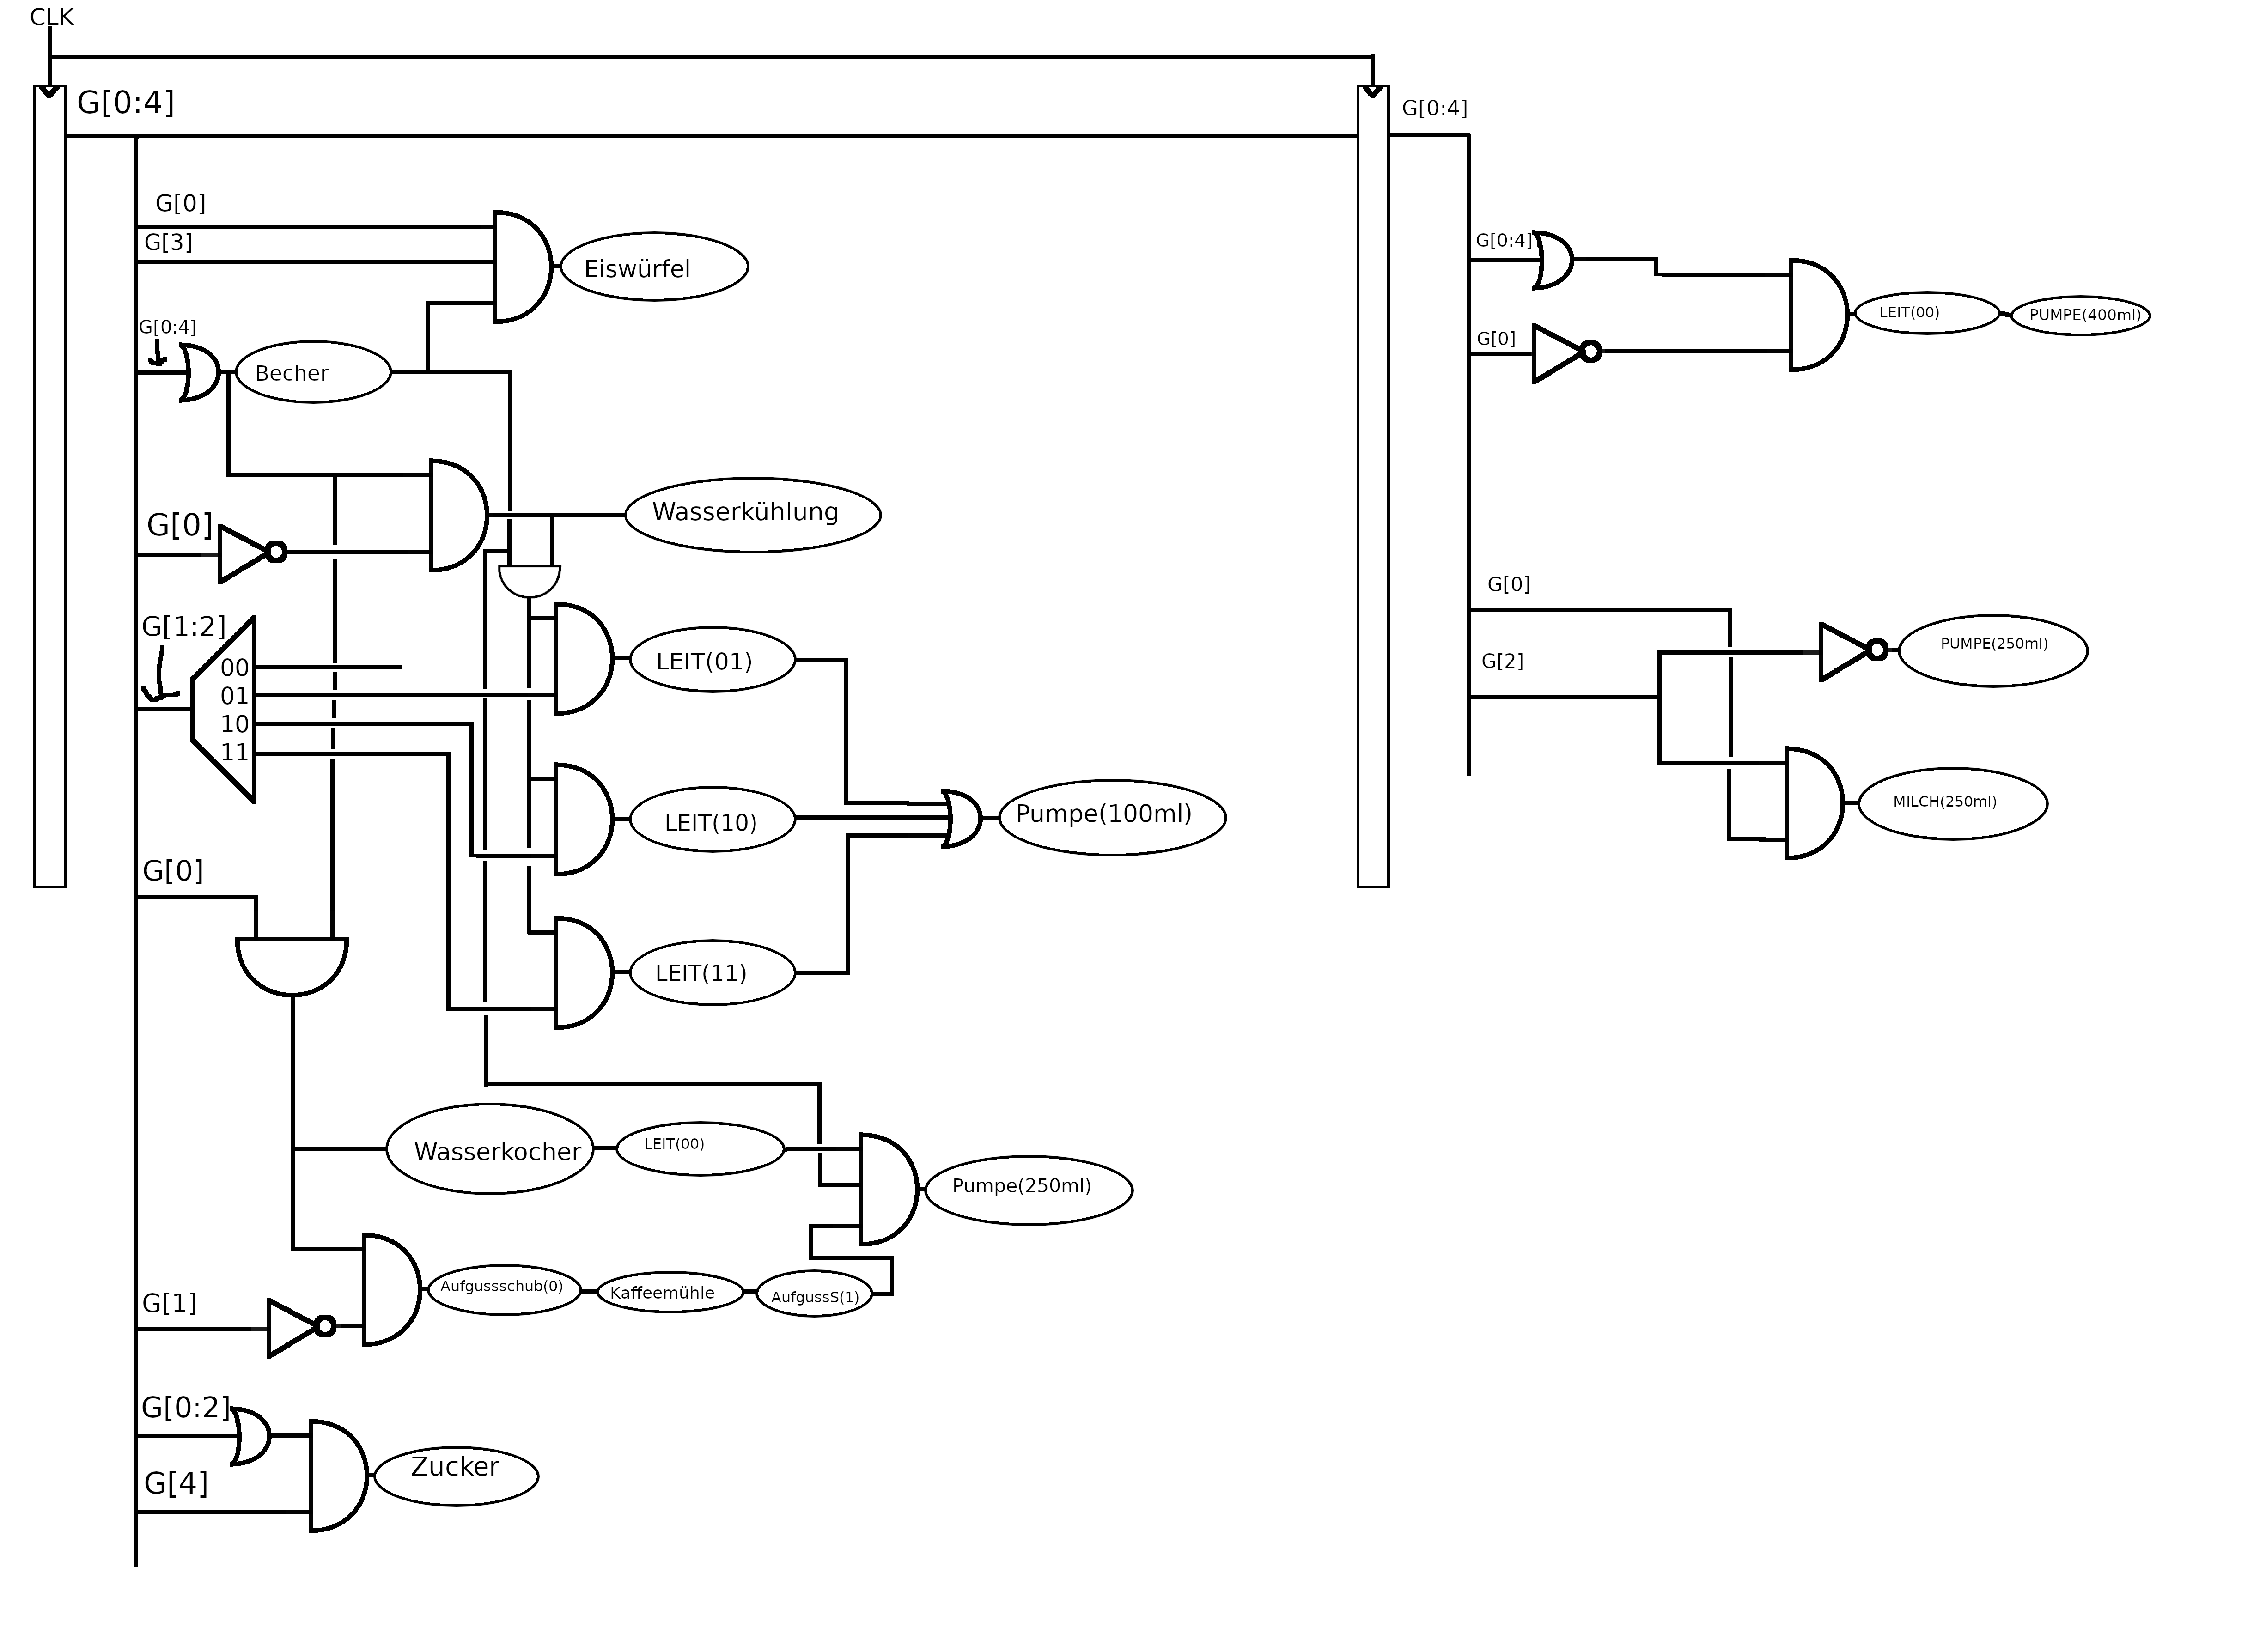 CLK
G[0:4]
G[0]
G[3]
Eiswürfel
G[0:4]
Becher
Wasserkühlung
G[0]
G[1:2]
00
01
10
11
LEIT(01)
LEIT(10)
Pumpe(100ml)
G[0]
LEIT(11)
Wasserkocher
LEIT(00)
Pumpe(250ml)
Aufgussschub(0)
Kaffeemühle
AufgussS(1)
G[1]
G[0:2]
G[4]
Zucker
G[0:4]
G[0:4]
LEIT(00)
PUMPE(400ml)
G[0]
G[0]
PUMPE(250ml)
G[2]
MILCH(250ml)